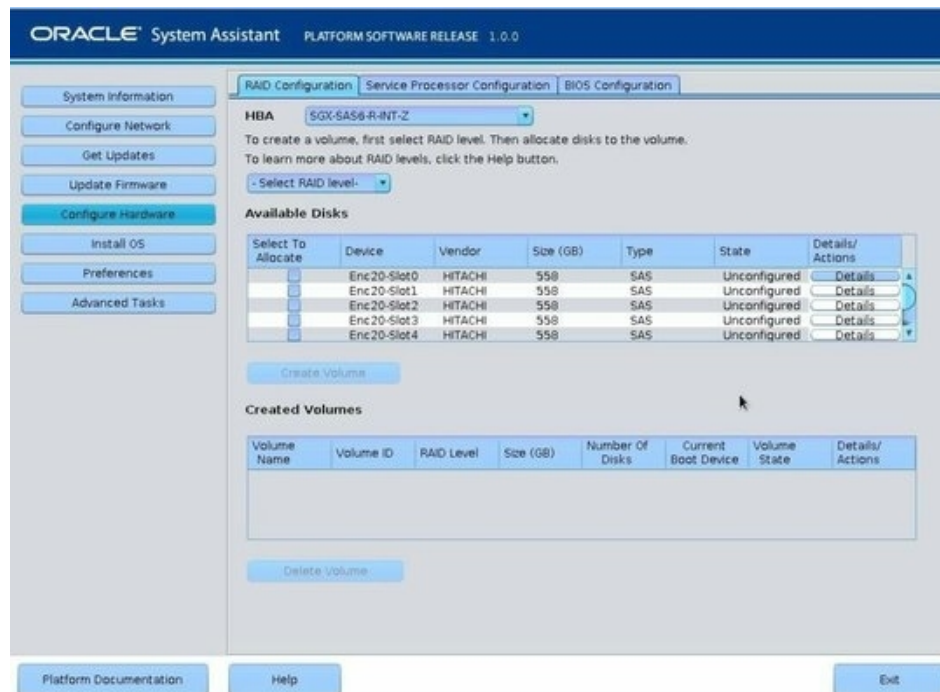 ORACLE System Assistant PLATFORM SOFTWARE RELEASE 1.0.0
System Information
Configure Network
Get Updates
Update Firmware
Configure Hardware
Install OS
Preferences
Advanced Tasks
RAID Configuration Service Processor Configuration BIOS Configuration
HBA SGX-SAS6-R-INT-Z
To create a volume, first select RAID level. Then allocate disks to the volume.
To learn more about RAID levels, click the Help button.
- Select RAID level-
Available Disks
Select To Allocate Device Vendor Size (GB) Type State Details/ Actions
Enc20-Slot0 HITACHI 558 SAS Unconfigured Details
Enc20-Slot1 HITACHI 558 SAS Unconfigured Details
Enc20-Slot2 HITACHI 558 SAS Unconfigured Details
Enc20-Slot3 HITACHI 558 SAS Unconfigured Details
Enc20-Slot4 HITACHI 558 SAS Unconfigured Details
Create Volume
Created Volumes
Volume Name Volume ID RAID Level Size (GB) Number Of Disks Current Boot Device Volume State Details/ Actions
Delete Volume
Platform Documentation Help Exit